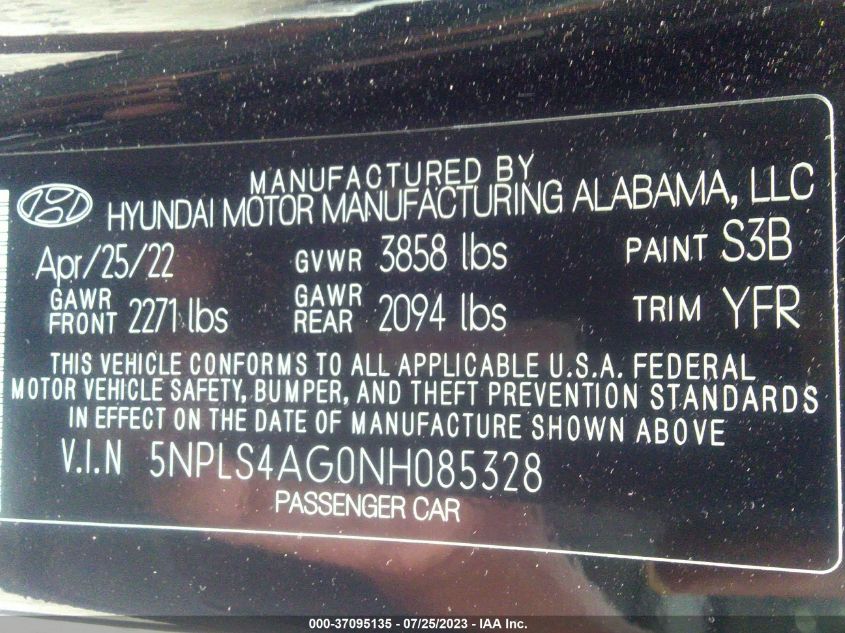 MANUFACTURED BY
HYUNDAI MOTOR MANUFACTURING ALABAMA, LLC
Apr/25/22 GVWR 3858 lbs PAINT S3B
GAWR FRONT 2271 lbs GAWR REAR 2094 lbs TRIM YFR
THIS VEHICLE CONFORMS TO ALL APPLICABLE U.S.A. FEDERAL
MOTOR VEHICLE SAFETY, BUMPER, AND THEFT PREVENTION STANDARDS
IN EFFECT ON THE DATE OF MANUFACTURE SHOWN ABOVE
V.I.N 5NPLS4AG0NH085328
PASSENGER CAR
000-37095135 - 07/25/2023 - IAA Inc.